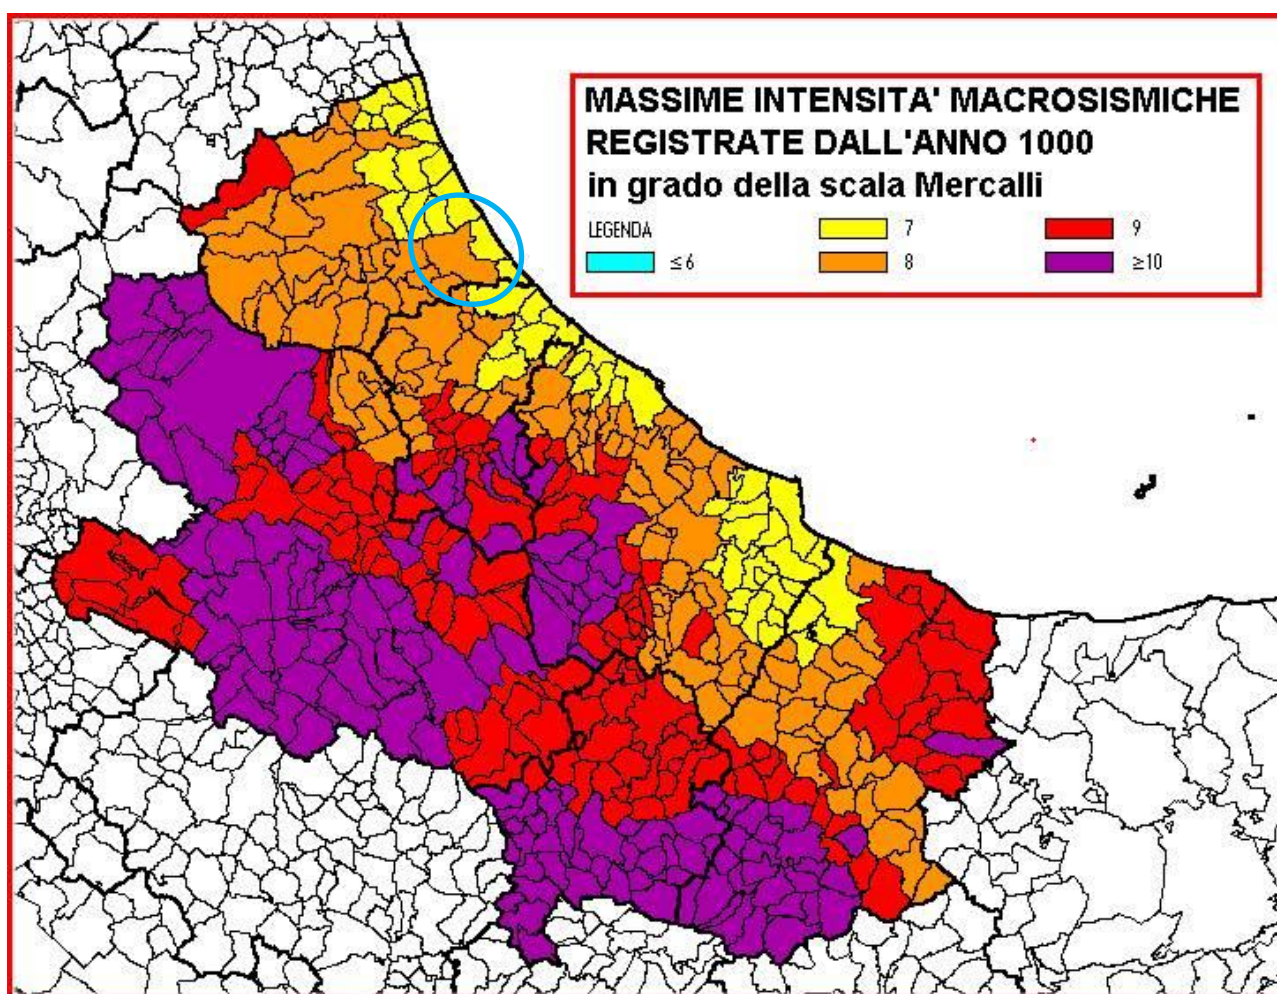 MASSIME INTENSITA' MACROSISMICHE
REGISTRATE DALL'ANNO 1000
in grado della scala Mercalli
LEGENDA 7 9
≤6 8 ≥10